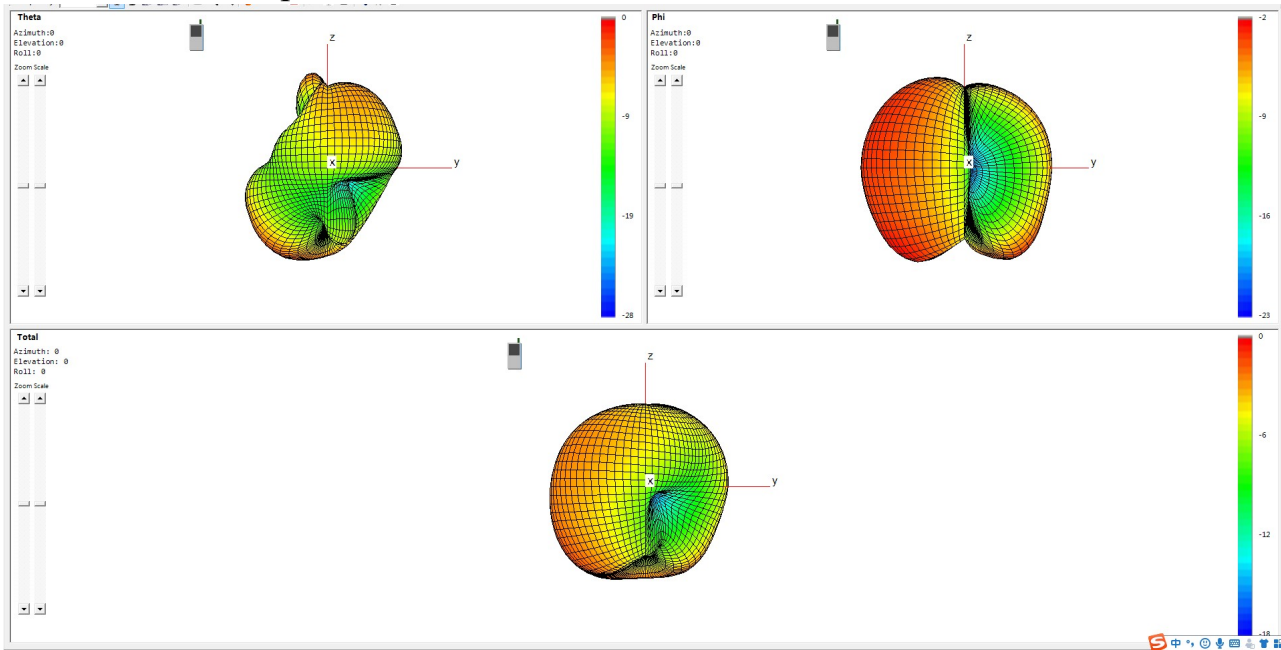 Theta
Azimuth:0
Elevation:0
Roll:0
Zoom Scale
z
x
y
0
-9
-19
-28
Phi
Azimuth:0
Elevation:0
Roll:0
Zoom Scale
z
x
y
-2
-9
-16
-23
Total
Azimuth: 0
Elevation: 0
Roll: 0
Zoom Scale
z
x
y
0
-6
-12
-18
S 中